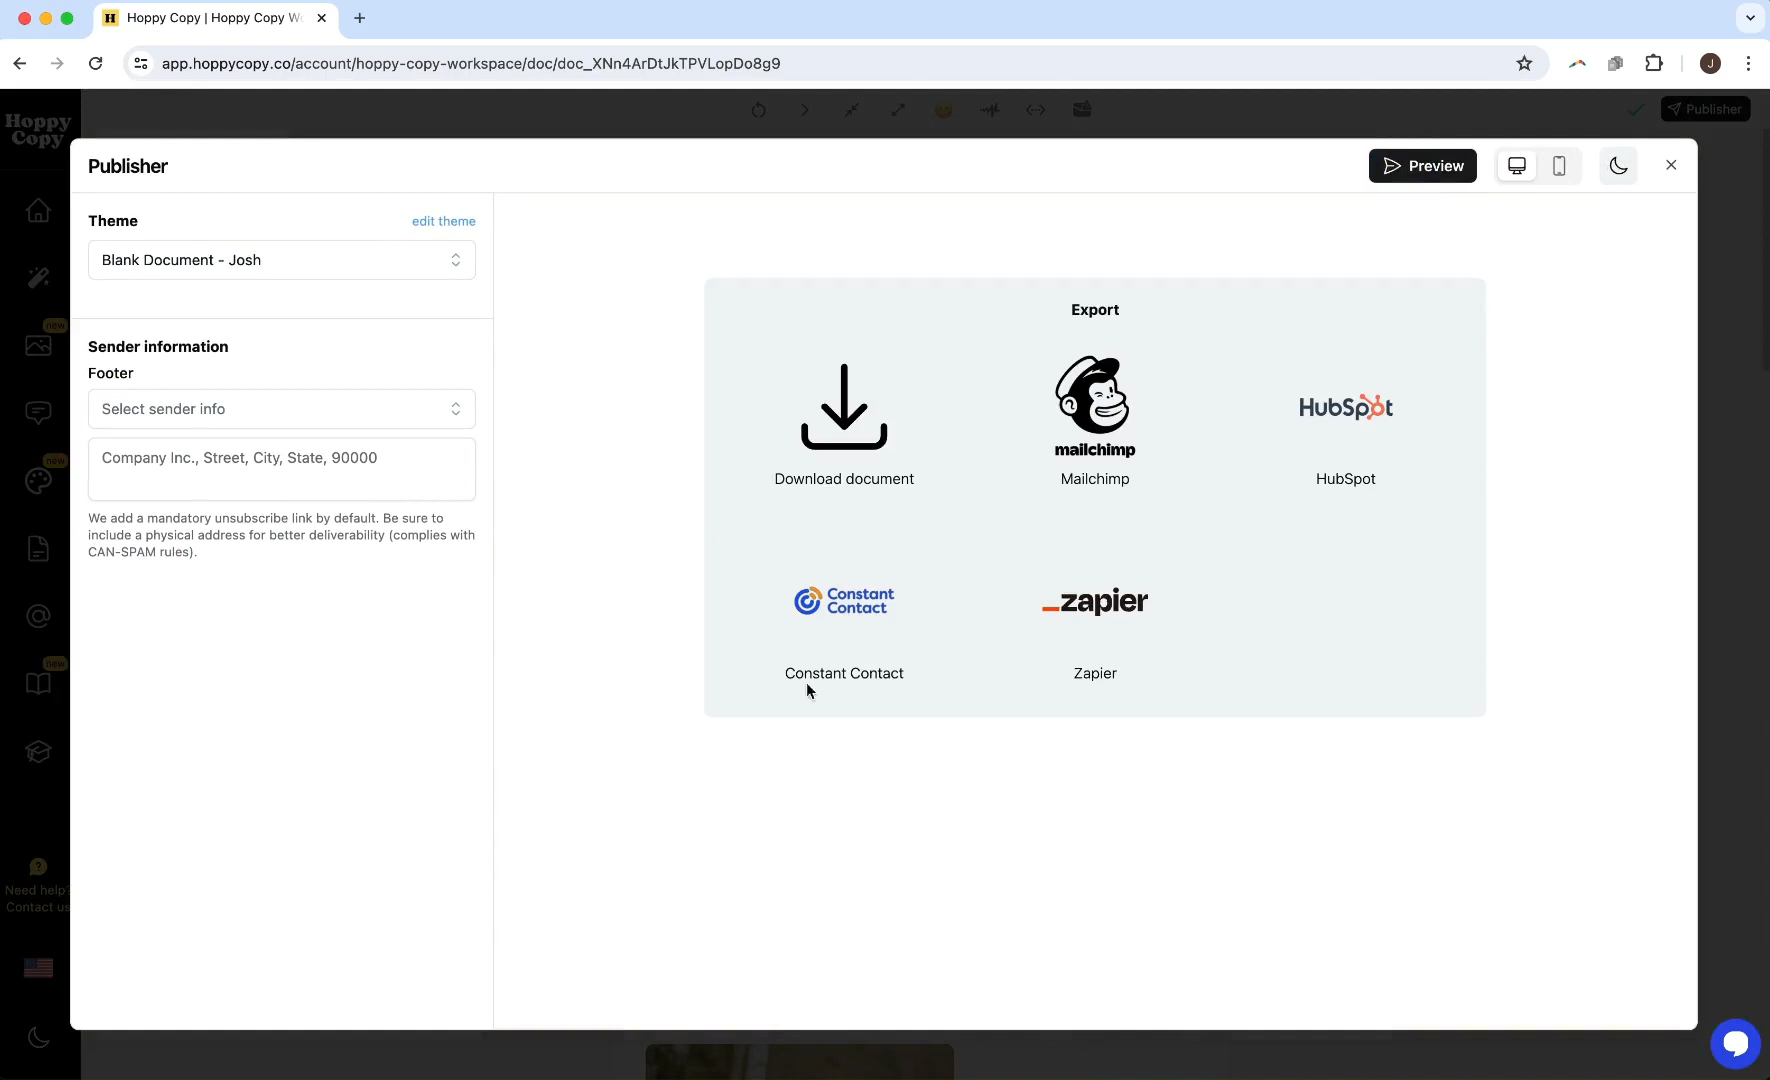 Hoppy Copy | Hoppy Copy We
app.hoppycopy.co/account/hoppy-copy-workspace/doc/doc_XNn4ArDtJkTPVLopDo8g9
J
Hoppy
Copy
Publisher
Publisher
Preview
Theme
edit theme
Blank Document - Josh
Export
new
Sender information
Footer
Select sender info
mailchimp
HubSpot
Company Inc., Street, City, State, 90000
new
Download document
Mailchimp
HubSpot
We add a mandatory unsubscribe link by default. Be sure to
include a physical address for better deliverability (complies with
CAN-SPAM rules).
Constant
Contact
zapier
new
Constant Contact
Zapier
Need help?
Contact us